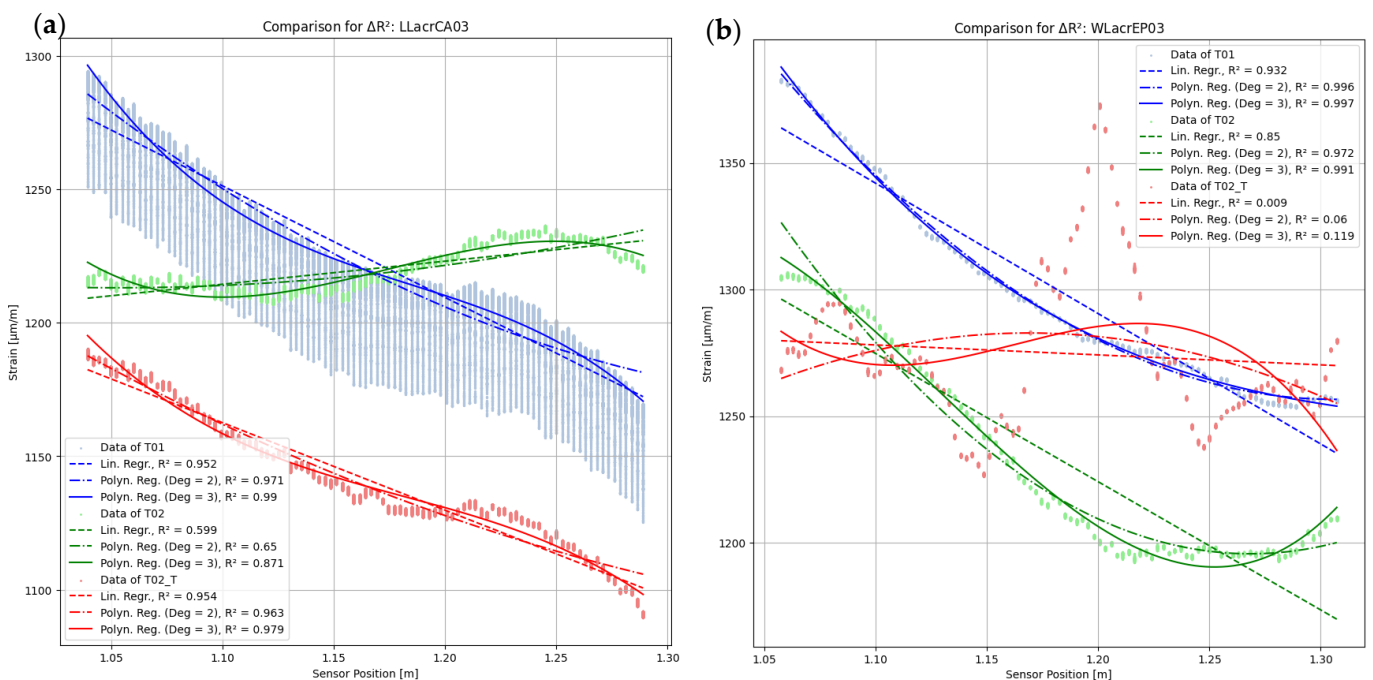 (a)
Comparison for ΔR²: LLacrCA03
1300
1250
1200
1150
1100
Strain [µm/m]
Data of T01
Lin. Regr., R² = 0.952
Polyn. Reg. (Deg = 2), R² = 0.971
Polyn. Reg. (Deg = 3), R² = 0.99
Data of T02
Lin. Regr., R² = 0.599
Polyn. Reg. (Deg = 2), R² = 0.65
Polyn. Reg. (Deg = 3), R² = 0.871
Data of T02_T
Lin. Regr., R² = 0.954
Polyn. Reg. (Deg = 2), R² = 0.963
Polyn. Reg. (Deg = 3), R² = 0.979
1.05 1.10 1.15 1.20 1.25 1.30
Sensor Position [m]
(b)
Comparison for ΔR²: WLacrEP03
1350
1300
1250
1200
Strain [µm/m]
Data of T01
Lin. Regr., R² = 0.932
Polyn. Reg. (Deg = 2), R² = 0.996
Polyn. Reg. (Deg = 3), R² = 0.997
Data of T02
Lin. Regr., R² = 0.85
Polyn. Reg. (Deg = 2), R² = 0.972
Polyn. Reg. (Deg = 3), R² = 0.991
Data of T02_T
Lin. Regr., R² = 0.009
Polyn. Reg. (Deg = 2), R² = 0.06
Polyn. Reg. (Deg = 3), R² = 0.119
1.05 1.10 1.15 1.20 1.25 1.30
Sensor Position [m]